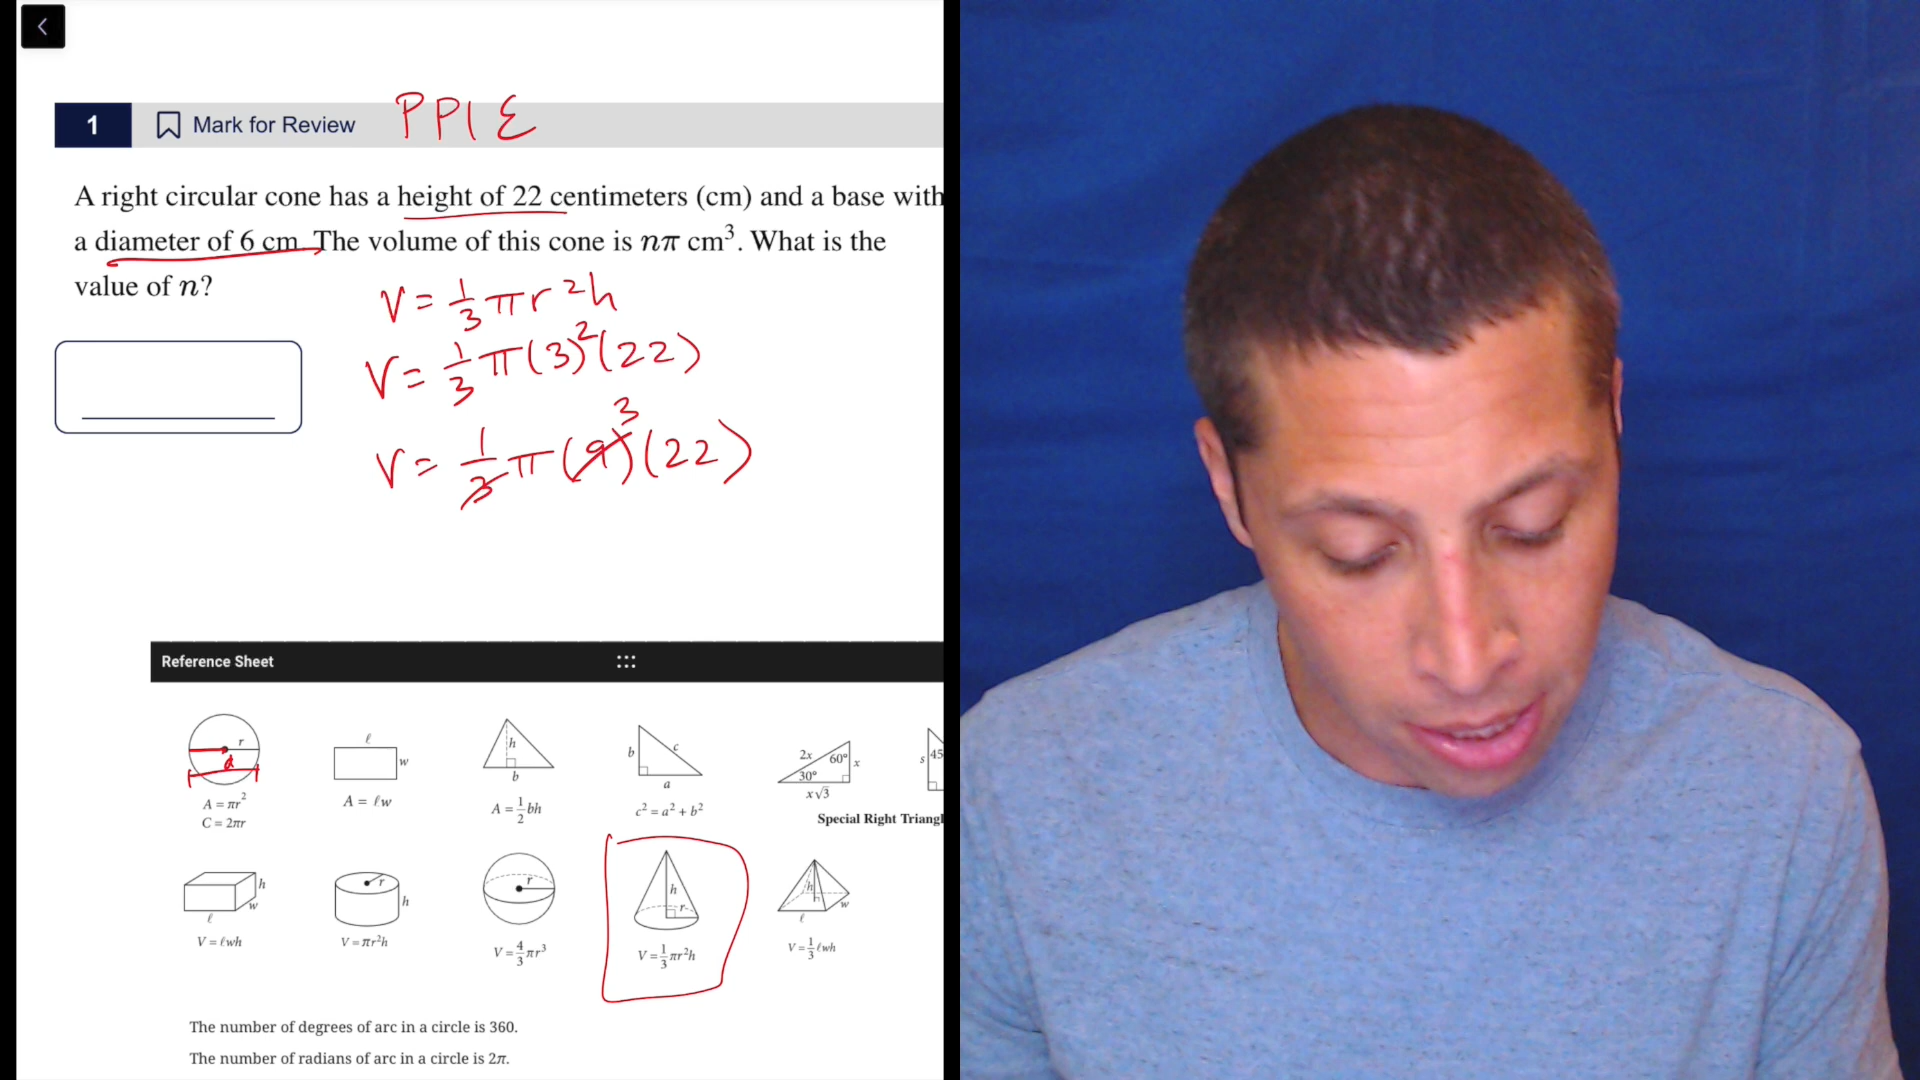 1 Mark for Review PPIE
A right circular cone has a height of 22 centimeters (cm) and a base with
a diameter of 6 cm. The volume of this cone is nπ cm³. What is the
value of n?
V = 1/3 πr²h
V = 1/3 π(3)²(22)
V = 1/3 π(9)³(22)
Reference Sheet
r
d
A = πr²
C = 2πr
ℓ
w
A = ℓw
h
b
A = 1/2 bh
b
c
a
c² = a² + b²
2x
60°
x
30°
x√3
s
45
Special Right Triangl
h
w
ℓ
V = ℓwh
r
h
V = πr²h
r
V = 4/3 πr³
h
r
V = 1/3 πr²h
h
w
ℓ
V = 1/3 ℓwh
The number of degrees of arc in a circle is 360.
The number of radians of arc in a circle is 2π.